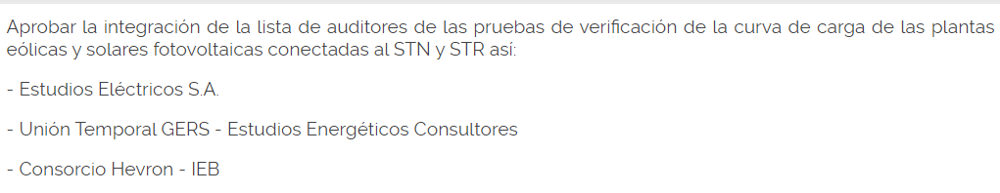 Aprobar la integración de la lista de auditores de las pruebas de verificación de la curva de carga de las plantas
eólicas y solares fotovoltaicas conectadas al STN y STR así:
- Estudios Eléctricos S.A.
- Unión Temporal GERS - Estudios Energéticos Consultores
- Consorcio Hevron - IEB